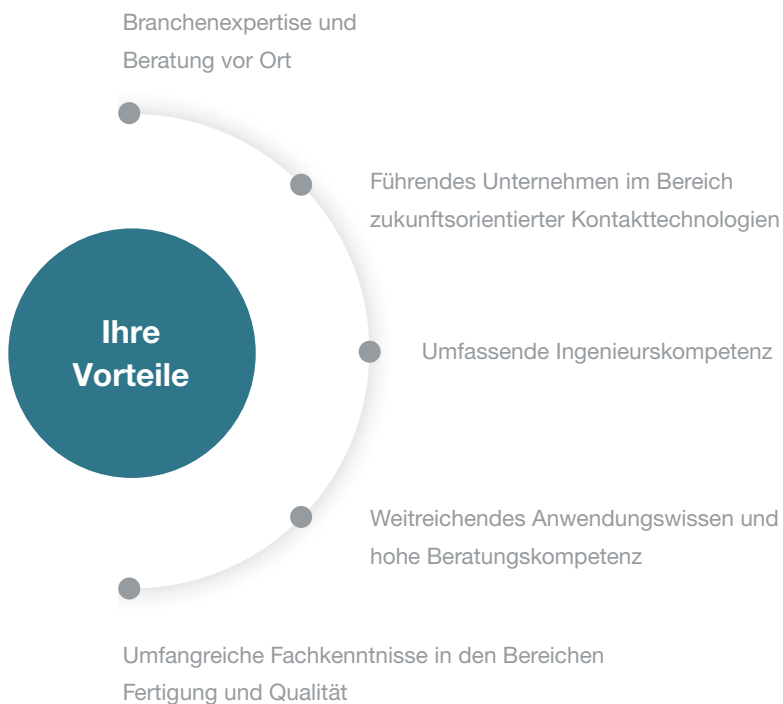 Branchenexpertise und
Beratung vor Ort
Führendes Unternehmen im Bereich
zukunftsorientierter Kontakttechnologien
Ihre
Vorteile
Umfassende Ingenieurskompetenz
Weitreichendes Anwendungswissen und
hohe Beratungskompetenz
Umfangreiche Fachkenntnisse in den Bereichen
Fertigung und Qualität